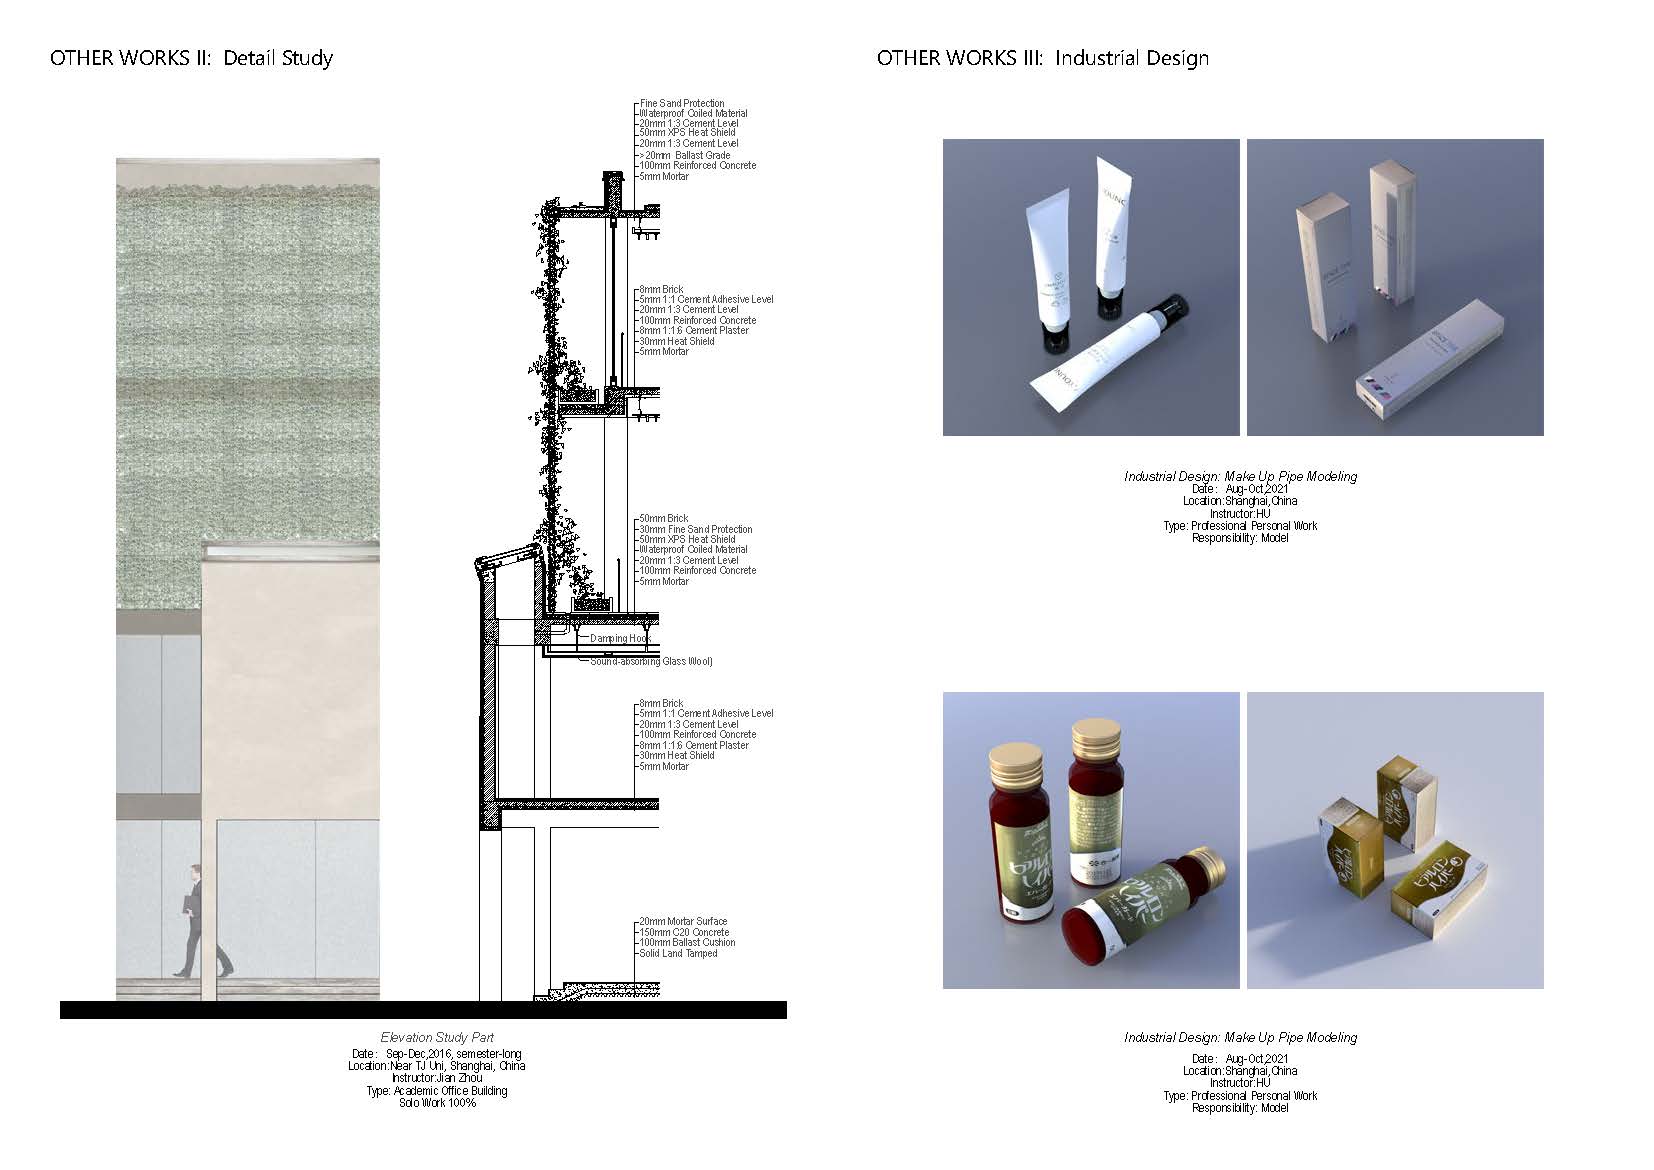 OTHER WORKS II: Detail Study
Fine Sand Protection
Waterproof Coiled Material
20mm 1:3 Cement Level
50mm XPS Heat Shield
20mm 1:3 Cement Level
>20mm Ballast Grade
100mm Reinforced Concrete
5mm Mortar
8mm Brick
5mm 1:1 Cement Adhesive Level
20mm 1:3 Cement Level
100mm Reinforced Concrete
8mm 1:1:6 Cement Plaster
30mm Heat Shield
5mm Mortar
50mm Brick
30mm Fine Sand Protection
50mm XPS Heat Shield
Waterproof Coiled Material
20mm 1:3 Cement Level
100mm Reinforced Concrete
5mm Mortar
Damping Hook
Sound-absorbing Glass Wool)
8mm Brick
5mm 1:1 Cement Adhesive Level
20mm 1:3 Cement Level
100mm Reinforced Concrete
8mm 1:1:6 Cement Plaster
30mm Heat Shield
5mm Mortar
20mm Mortar Surface
150mm C20 Concrete
100mm Ballast Cushion
Solid Land Tamped
Elevation Study Part
Date: Sep-Dec,2016, semester-long
Location:Near TJ Uni, Shanghai, China
Instructor:Jian Zhou
Type: Academic Office Building
Solo Work 100%
OTHER WORKS III: Industrial Design
Industrial Design: Make Up Pipe Modeling
Date: Aug-Oct,2021
Location:Shanghai,China
Instructor:HU
Type: Professional Personal Work
Responsibility: Model
Industrial Design: Make Up Pipe Modeling
Date: Aug-Oct,2021
Location:Shanghai,China
Instructor:HU
Type: Professional Personal Work
Responsibility: Model